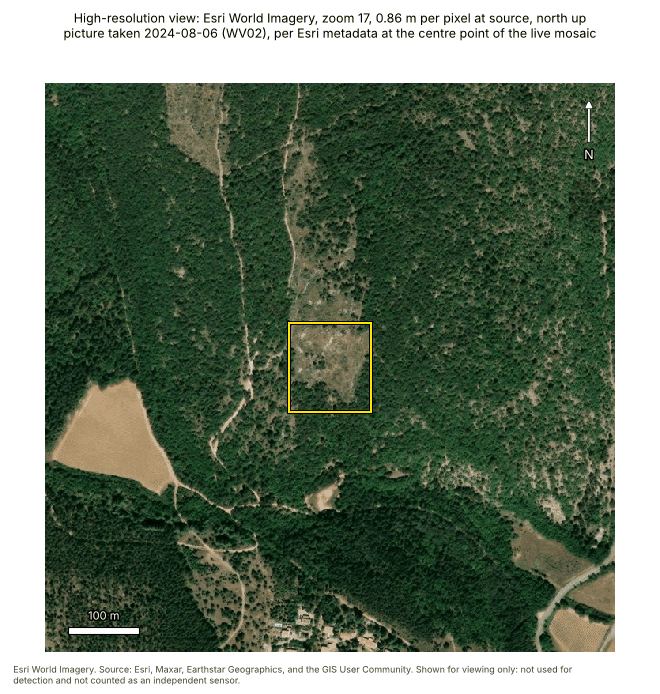 High-resolution view: Esri World Imagery, zoom 17, 0.86 m per pixel at source, north up
picture taken 2024-08-06 (WV02), per Esri metadata at the centre point of the live mosaic
N
100 m
Esri World Imagery. Source: Esri, Maxar, Earthstar Geographics, and the GIS User Community. Shown for viewing only: not used for
detection and not counted as an independent sensor.